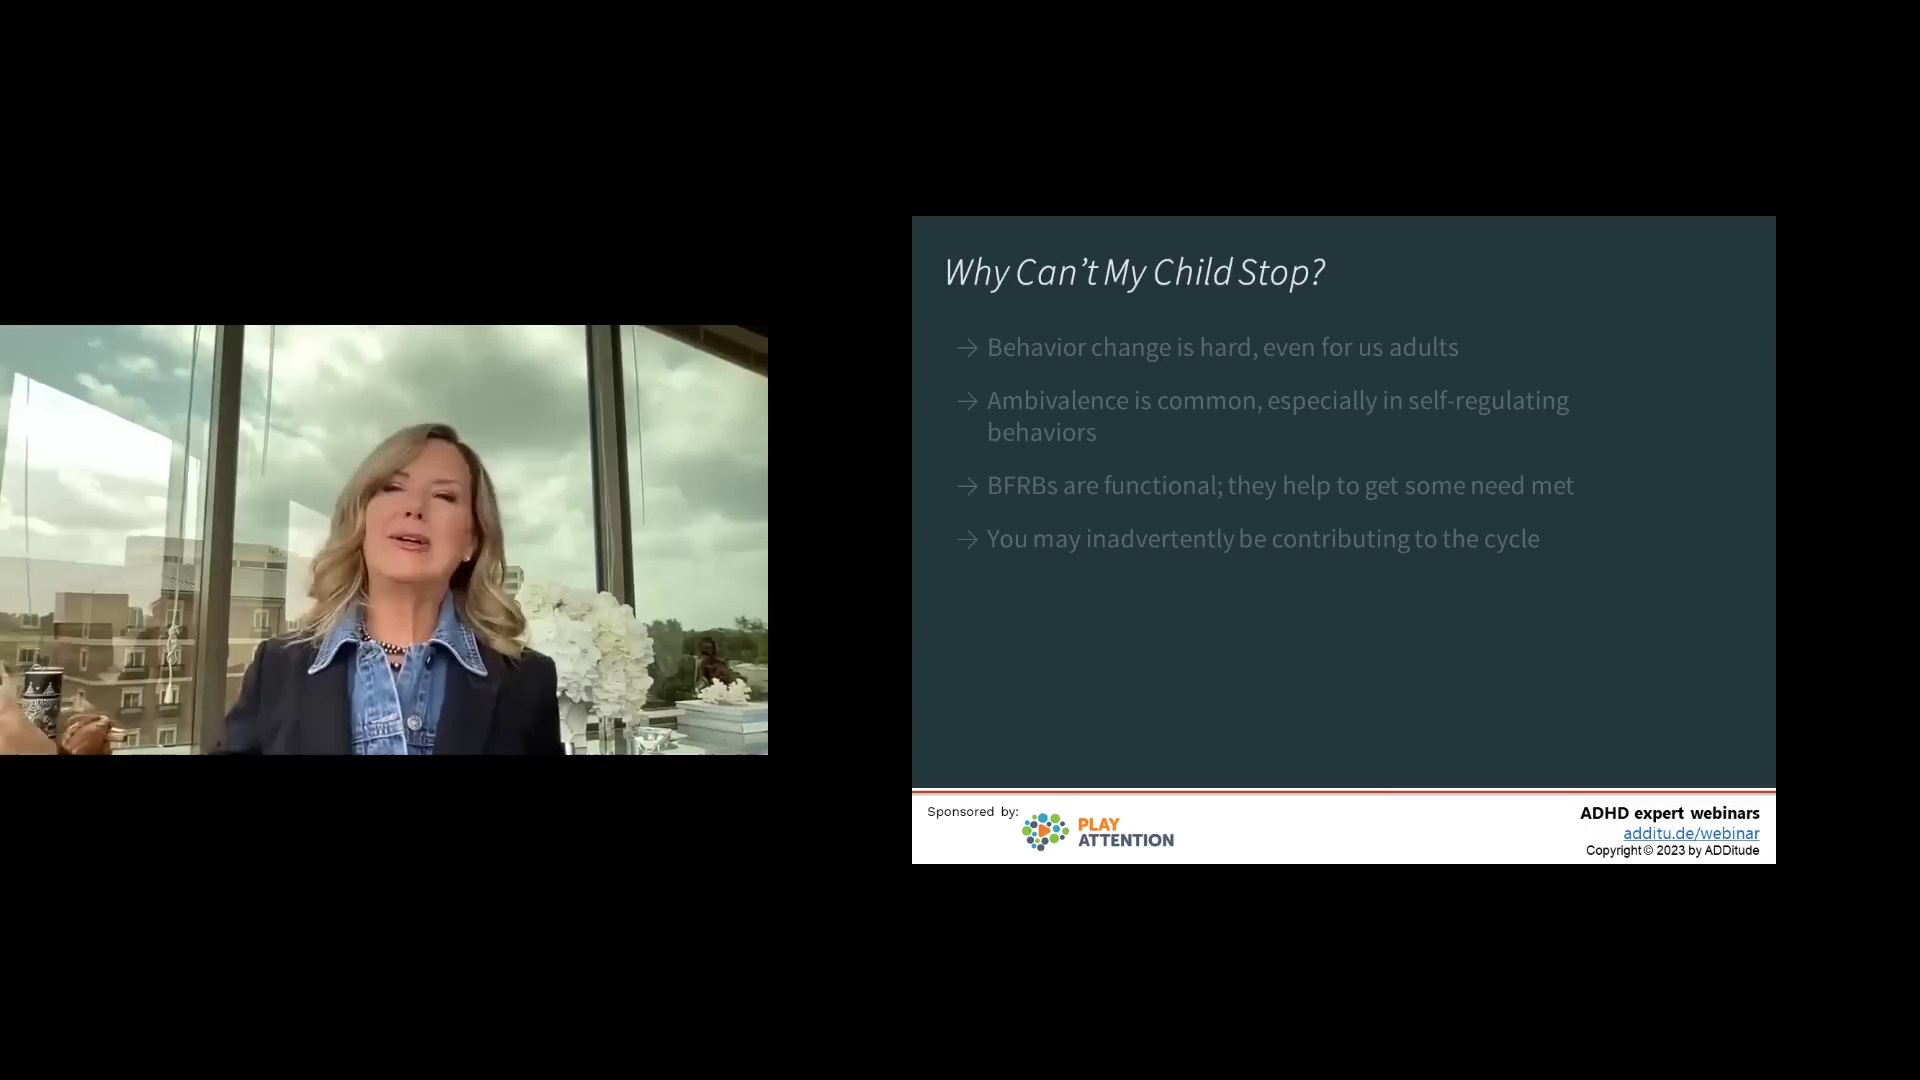 Why Can’t My Child Stop?
→ Behavior change is hard, even for us adults
→ Ambivalence is common, especially in self-regulating
behaviors
→ BFRBs are functional; they help to get some need met
→ You may inadvertently be contributing to the cycle
Sponsored by:
PLAY
ATTENTION
ADHD expert webinars
additu.de/webinar
Copyright © 2023 by ADDitude